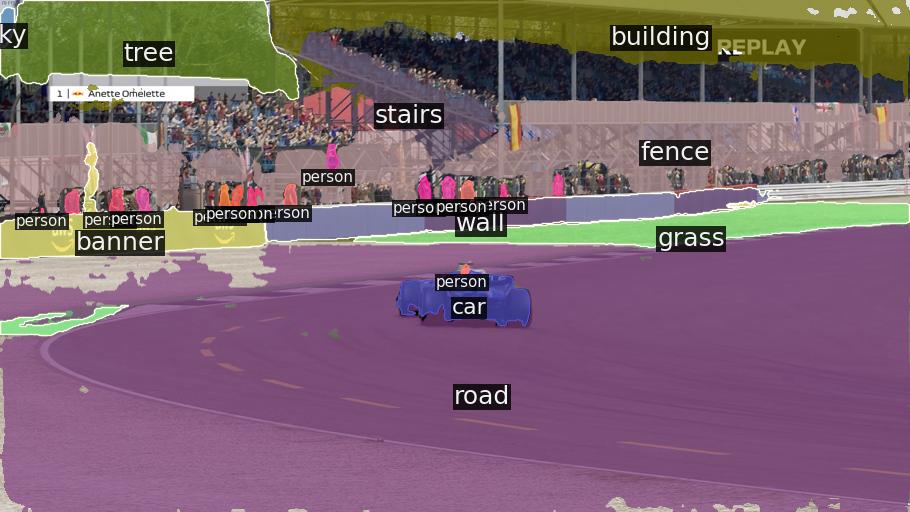 REPLAY
ky
tree
building
1 | Anette Omelette
stairs
fence
person
person
person
person
person
person
person
person
wall
banner
grass
person
car
road